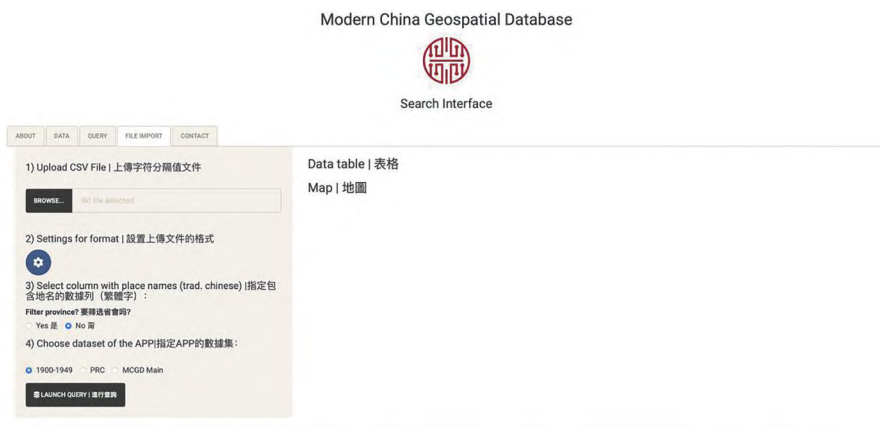 Modern China Geospatial Database
Search Interface
ABOUT DATA QUERY FILE IMPORT CONTACT
1) Upload CSV File | 上傳字符分隔值文件
BROWSE... No file selected
2) Settings for format | 設置上傳文件的格式
3) Select column with place names (trad. chinese) |指定包
含地名的數據列（繁體字）：
Filter province? 要筛选省會吗?
Yes 是 No 甭
4) Choose dataset of the APP|指定APP的數據集：
1900-1949 PRC MCGD Main
LAUNCH QUERY | 進行查詢
Data table | 表格
Map | 地圖